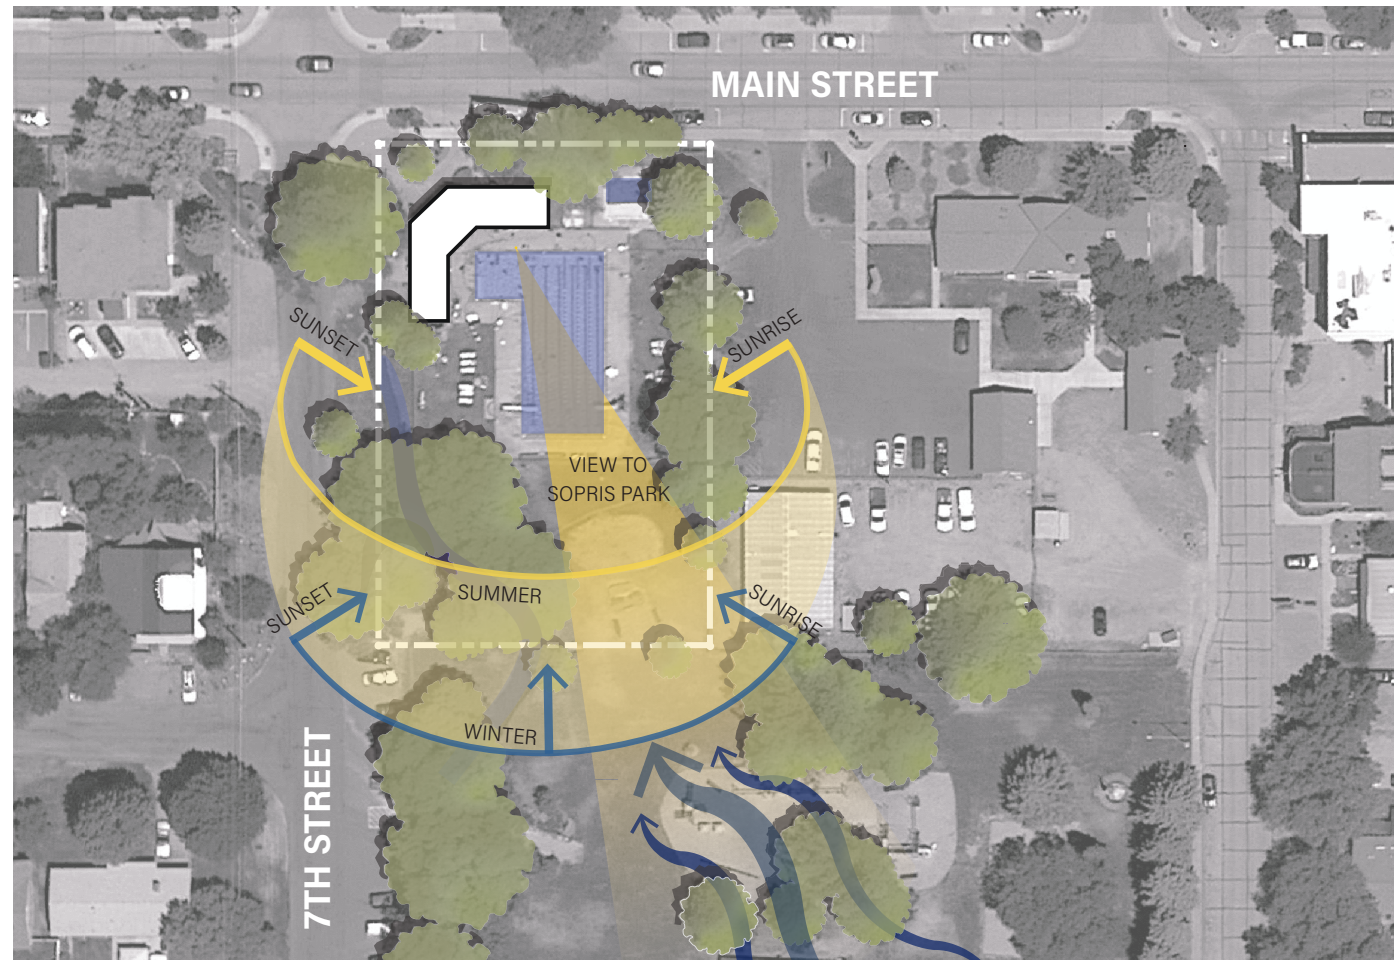 MAIN STREET
SUNSET
SUNRISE
VIEW TO
SOPRIS PARK
SUMMER
SUNSET
SUNRISE
WINTER
7TH STREET